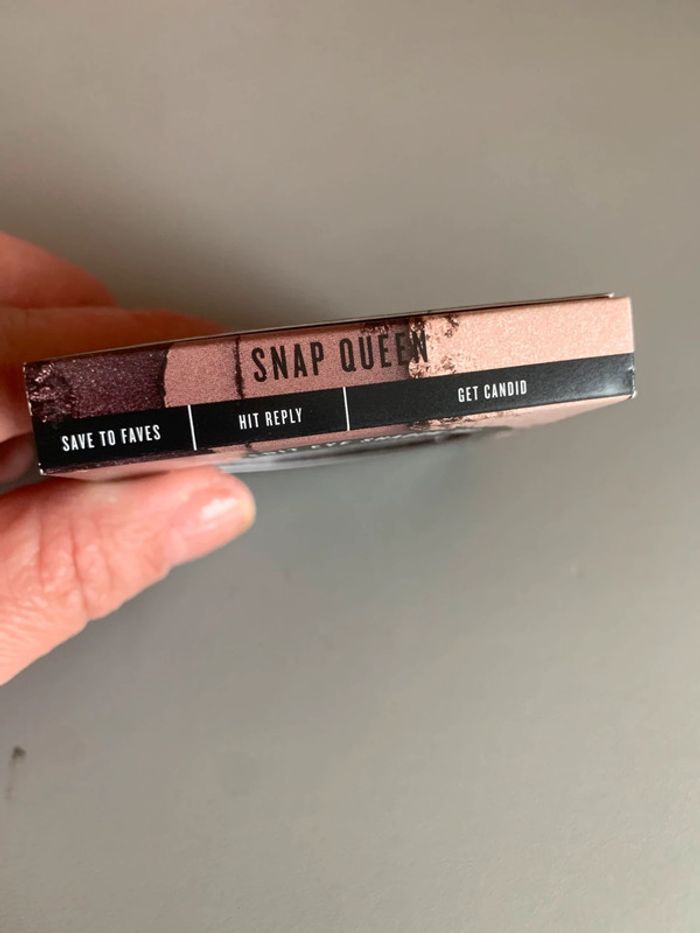 SNAP QUEEN
SAVE TO FAVES
HIT REPLY
GET CANDID